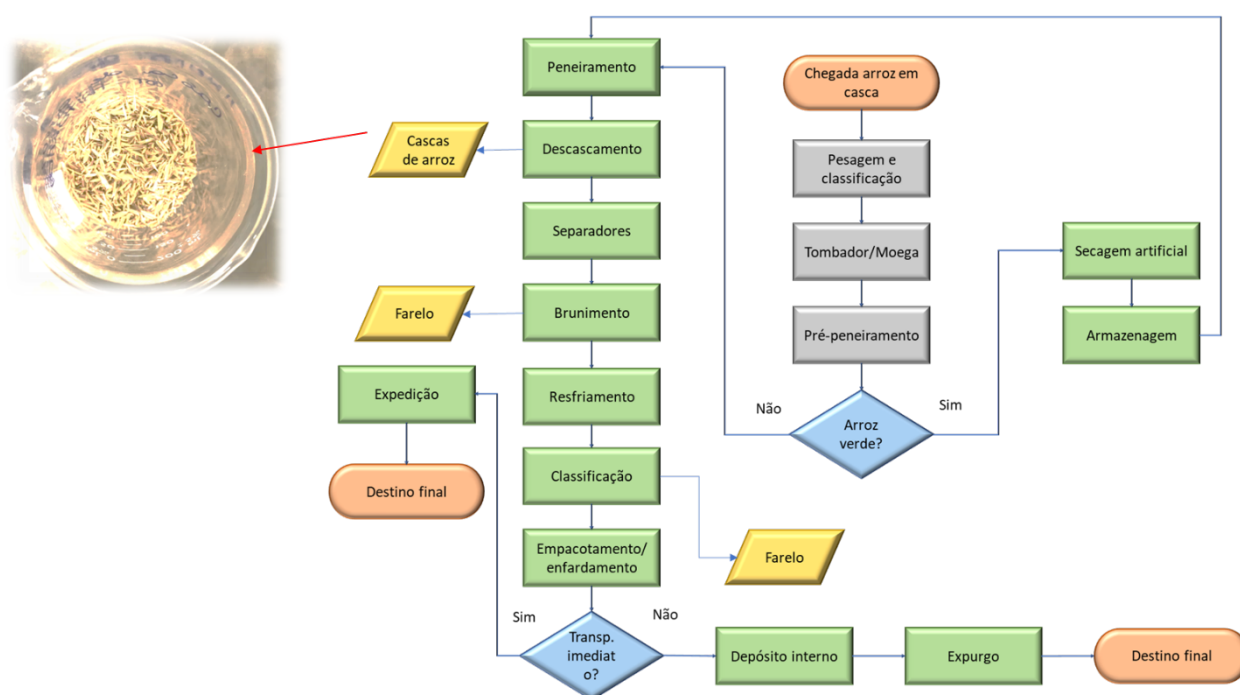 Chegada arroz em
casca
Pesagem e
classificação
Tombador/Moega
Pré-peneiramento
Arroz
verde?
Não
Sim
Secagem artificial
Armazenagem
Peneiramento
Descascamento
Cascas
de arroz
Separadores
Brunimento
Farelo
Resfriamento
Classificação
Farelo
Empacotamento/
enfardamento
Transp.
imediat
o?
Sim
Não
Expedição
Destino final
Depósito interno
Expurgo
Destino final